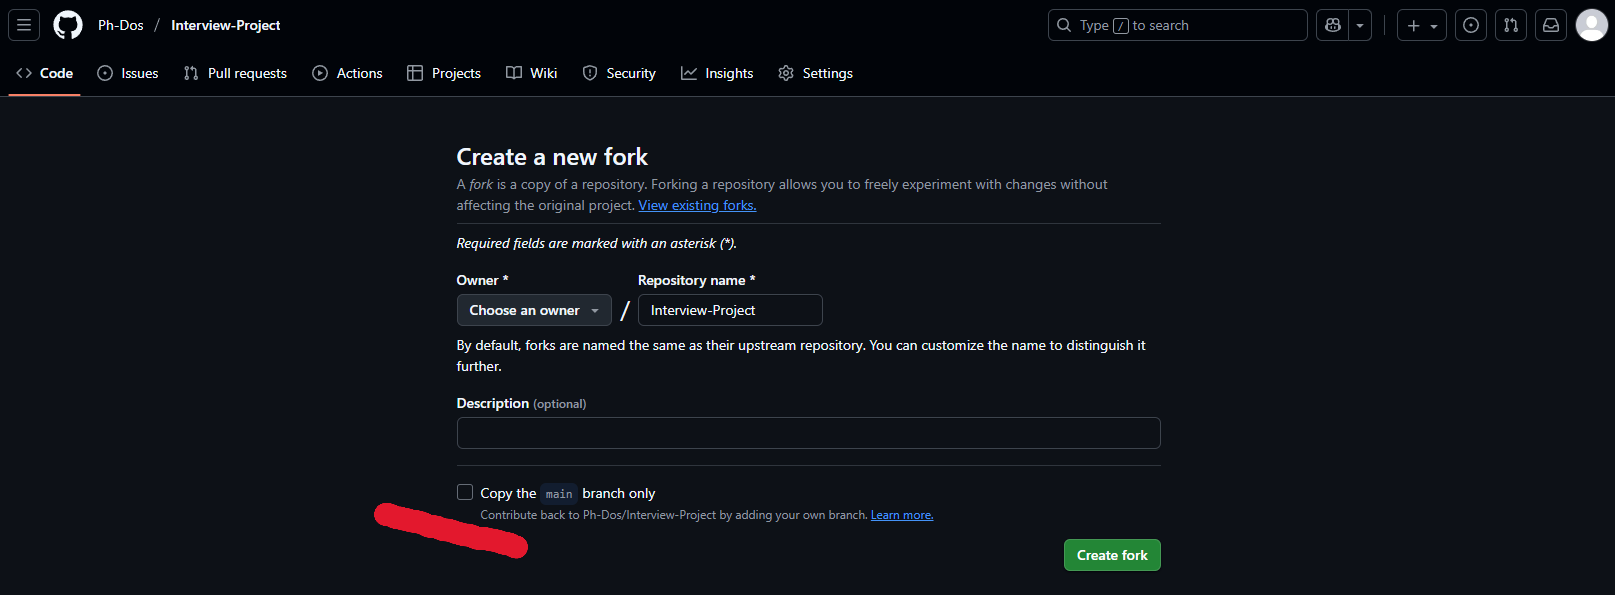 Ph-Dos / Interview-Project
Type / to search
Code Issues Pull requests Actions Projects Wiki Security Insights Settings
Create a new fork
A fork is a copy of a repository. Forking a repository allows you to freely experiment with changes without
affecting the original project. View existing forks.
Required fields are marked with an asterisk (*).
Owner * Repository name *
Choose an owner / Interview-Project
By default, forks are named the same as their upstream repository. You can customize the name to distinguish it
further.
Description (optional)
Copy the main branch only
Contribute back to Ph-Dos/Interview-Project by adding your own branch. Learn more.
Create fork